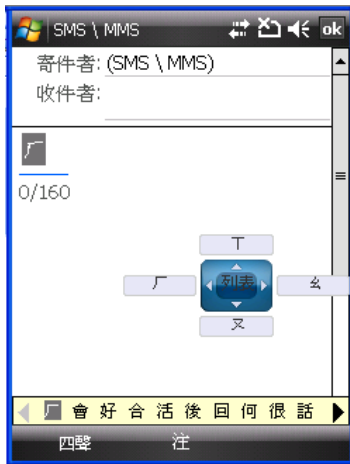 SMS \ MMS ok
寄件者: (SMS \ MMS)
收件者:
ㄏ
0/160
ㄒ
ㄏ 列表 ㄠ
ㄡ
ㄏ 會 好 合 活 後 回 何 很 話
四聲 注